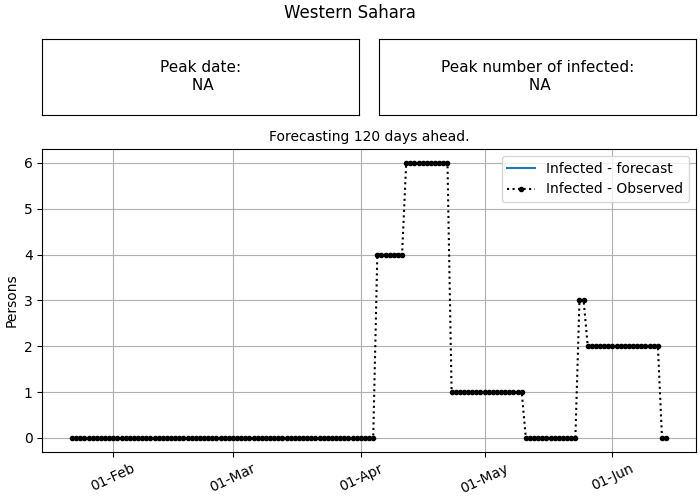 Western Sahara
Peak date:
NA
Peak number of infected:
NA
Forecasting 120 days ahead.
Infected - forecast
Infected - Observed
Persons
6
5
4
3
2
1
0
01-Feb
01-Mar
01-Apr
01-May
01-Jun